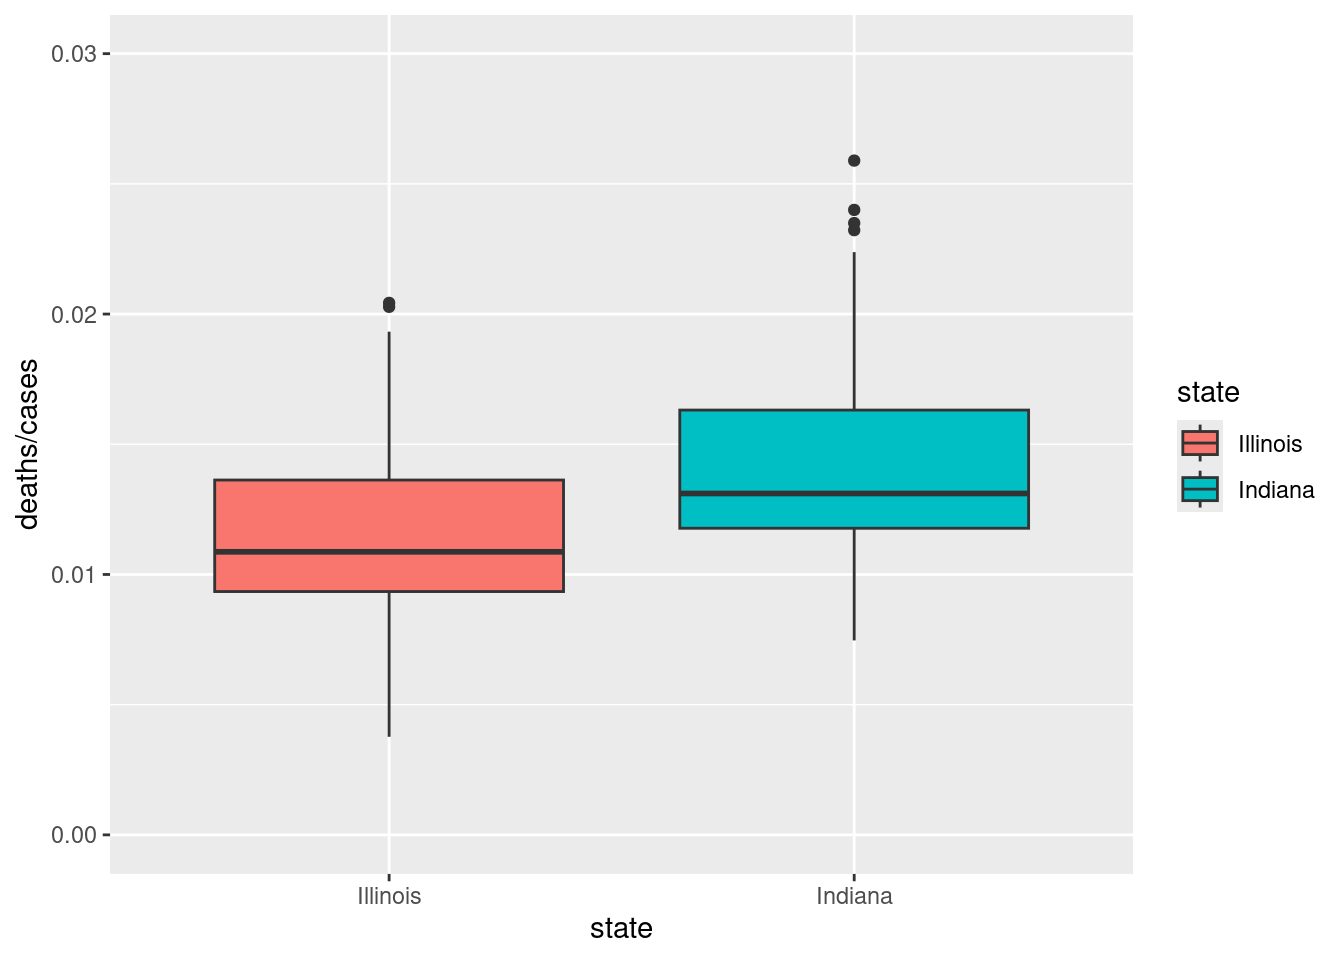 0.03
0.02
0.01
0.00
deaths/cases
Illinois
Indiana
state
state
Illinois
Indiana